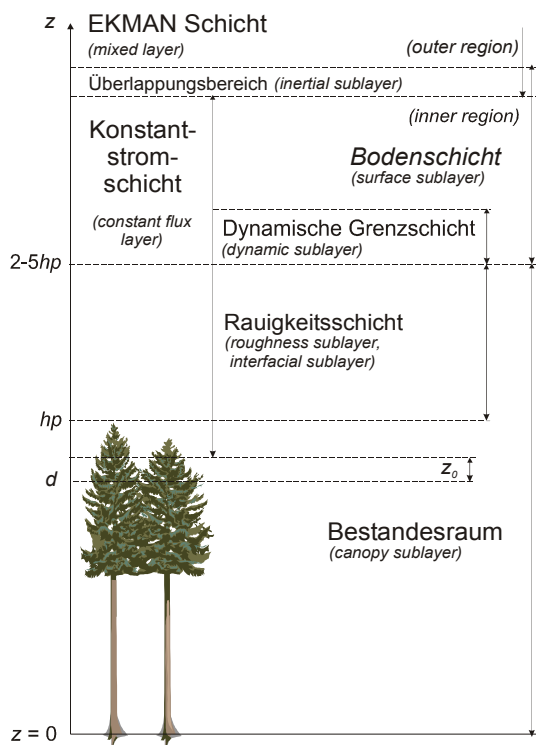 z
EKMAN Schicht
(mixed layer)
(outer region)
Überlappungsbereich (inertial sublayer)
(inner region)
Konstant-
strom-
schicht
(constant flux
layer)
Bodenschicht
(surface sublayer)
Dynamische Grenzschicht
(dynamic sublayer)
2-5hp
Rauigkeitsschicht
(roughness sublayer,
interfacial sublayer)
hp
z₀
d
Bestandesraum
(canopy sublayer)
z = 0